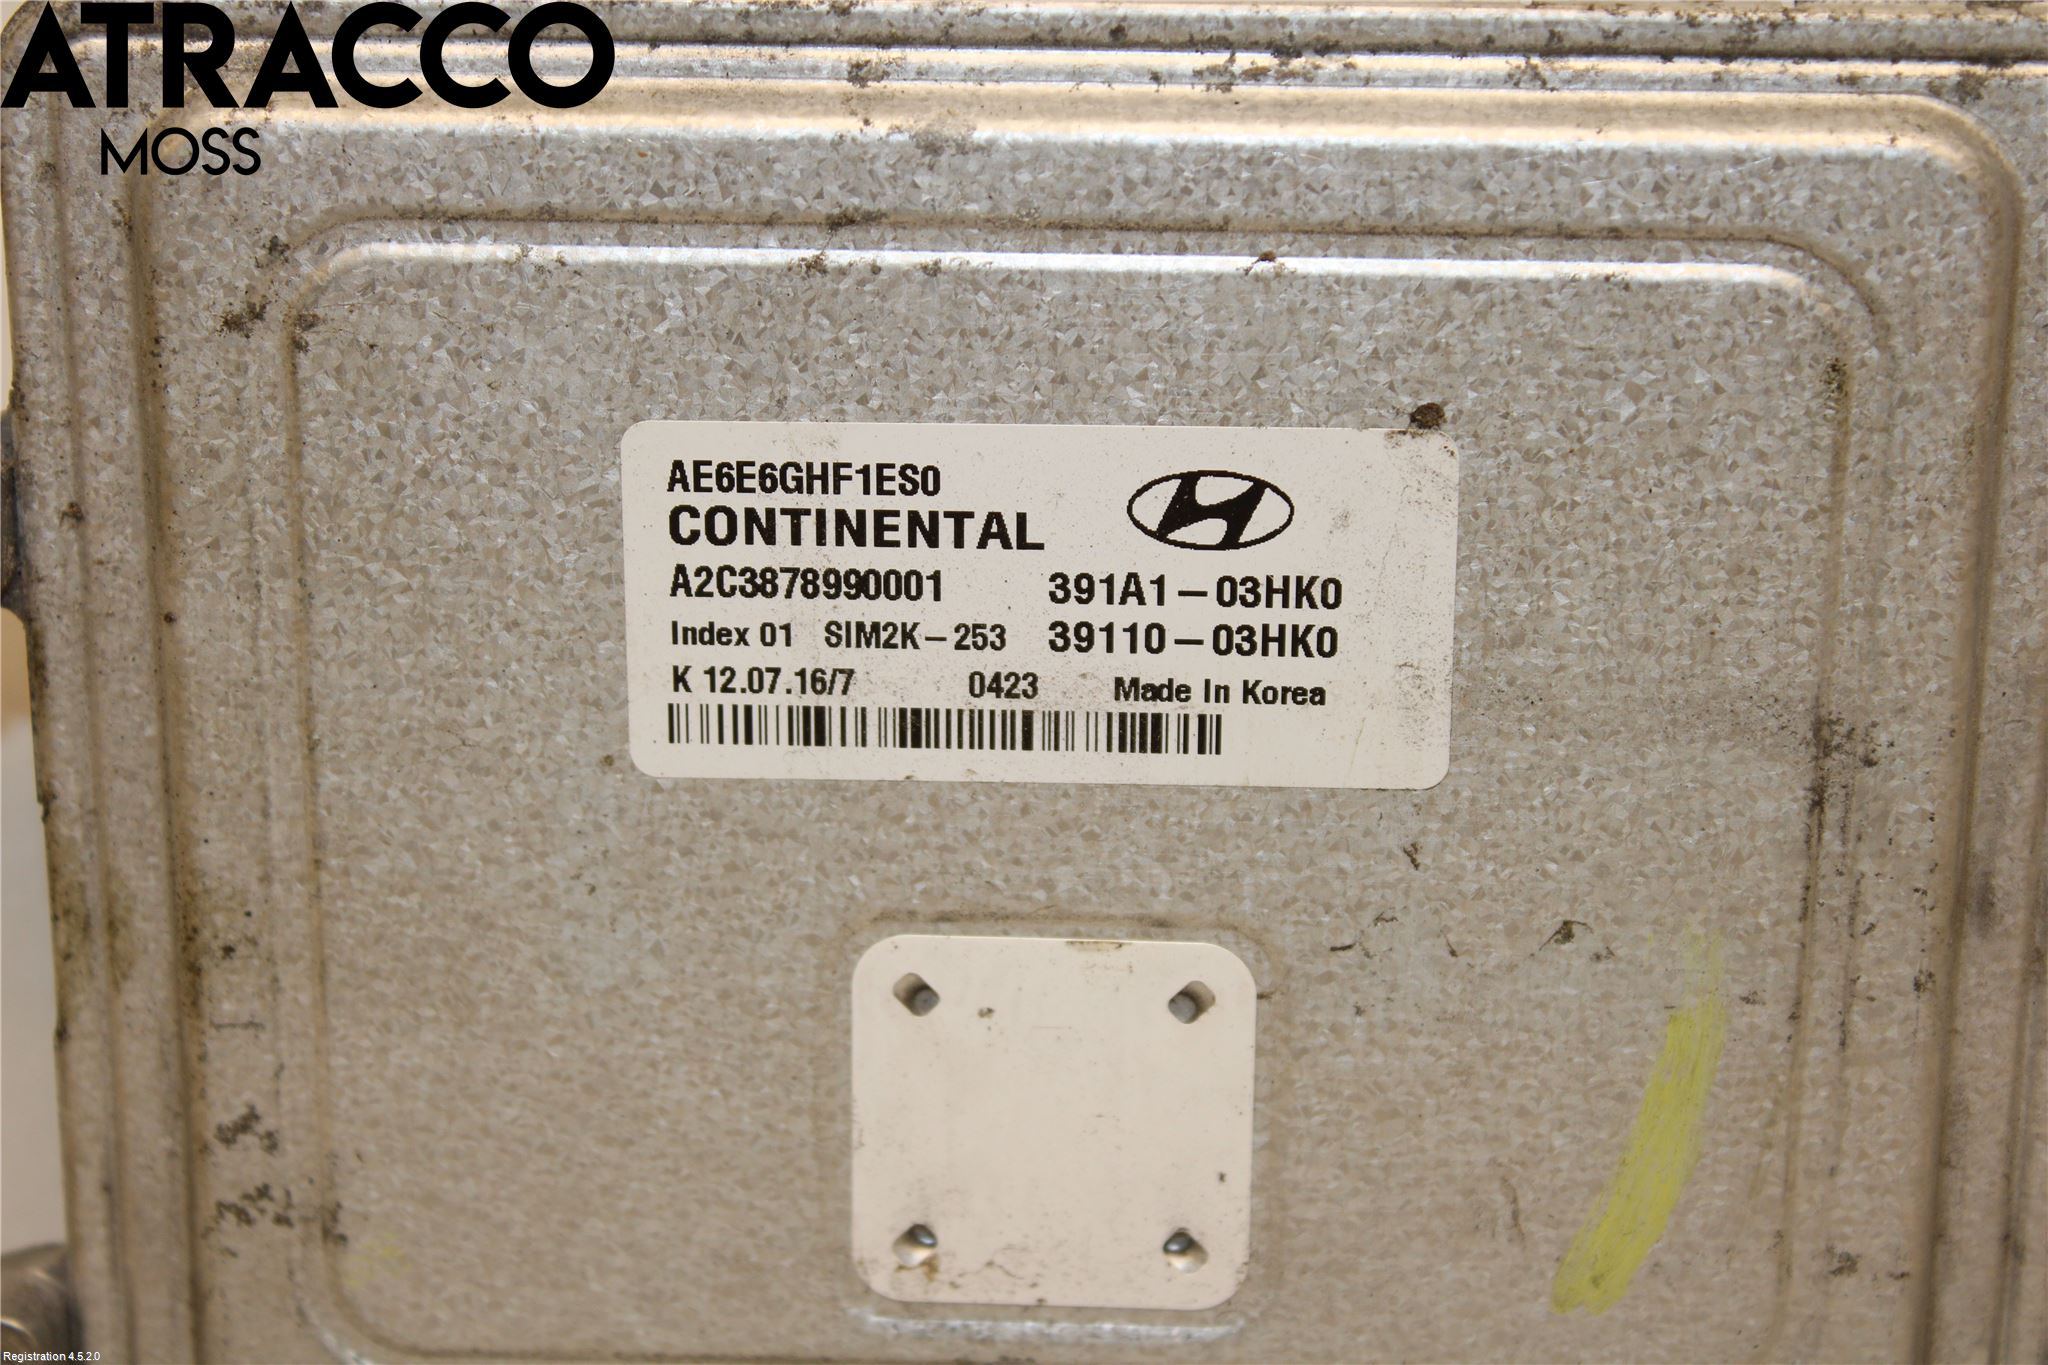 ATRACCO
MOSS
AE6E6GHF1ES0
CONTINENTAL
A2C3878990001 391A1-03HK0
Index 01 SIM2K-253 39110-03HK0
K 12.07.16/7 0423 Made In Korea
Registration 4.5.2.0